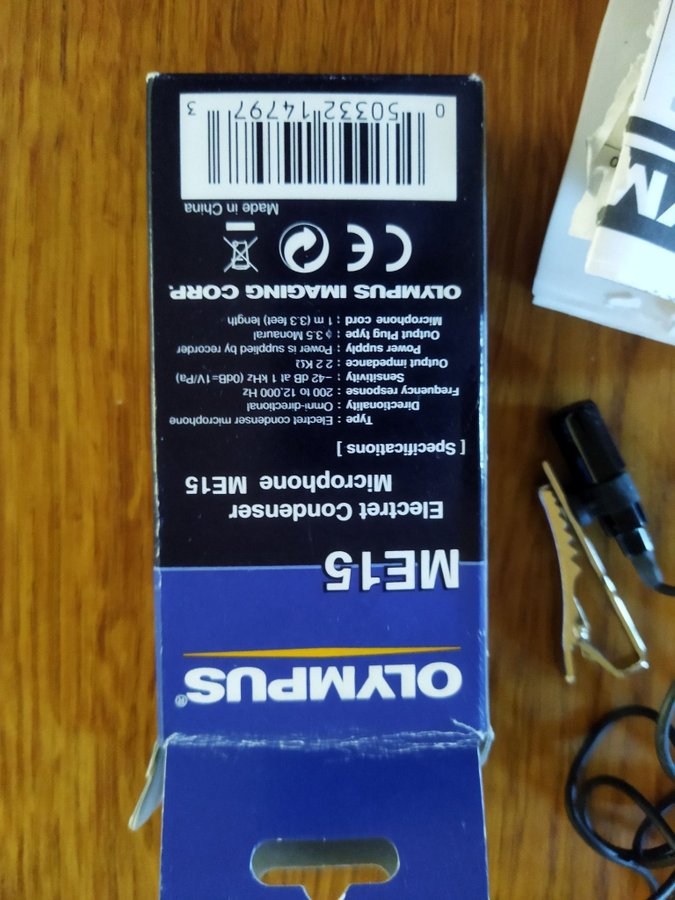 OLYMPUS®
ME15
Electret Condenser
Microphone ME15
[ Specifications ]
Type : Electret condenser microphone
Directionality : Omni-directional
Frequency response : 200 to 12,000 Hz
Sensitivity : –42 dB at 1 kHz (0dB=1V/Pa)
Output impedance : 2.2 KΩ
Power supply : Power is supplied by recorder
Output Plug type : ϕ 3.5 Monaural
Microphone cord : 1 m (3.3 feet) length
OLYMPUS IMAGING CORP.
CE
Made in China
0 50332 14797 3